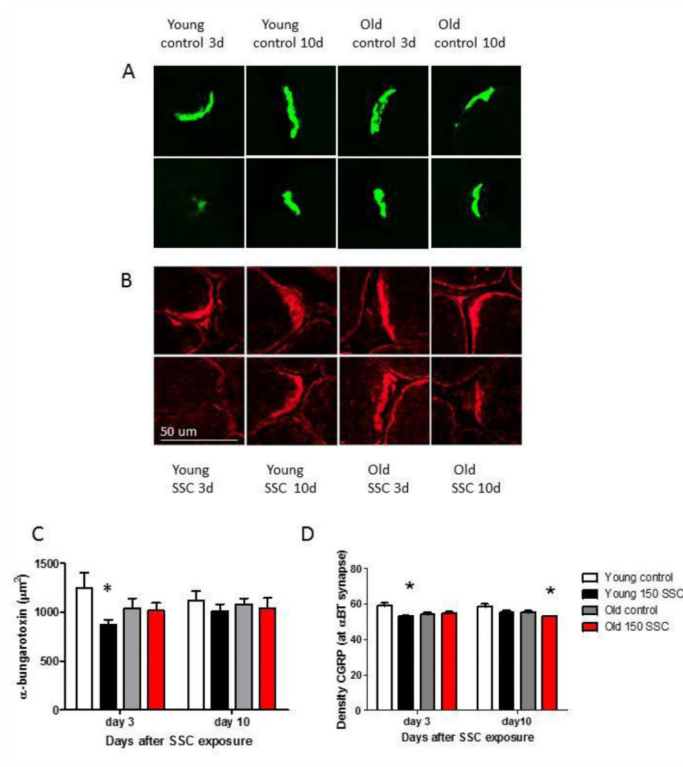 Young Young Old Old
control 3d control 10d control 3d control 10d
A
B
50 um
Young Young Old Old
SSC 3d SSC 10d SSC 3d SSC 10d
C
α-bungarotoxin (µm²)
1500
1000
500
0
*
day 3 day 10
Days after SSC exposure
D
Density CGRP (at αBT synapse)
80
60
40
20
0
*
*
day 3 day10
Days after SSC exposure
Young control
Young 150 SSC
Old control
Old 150 SSC